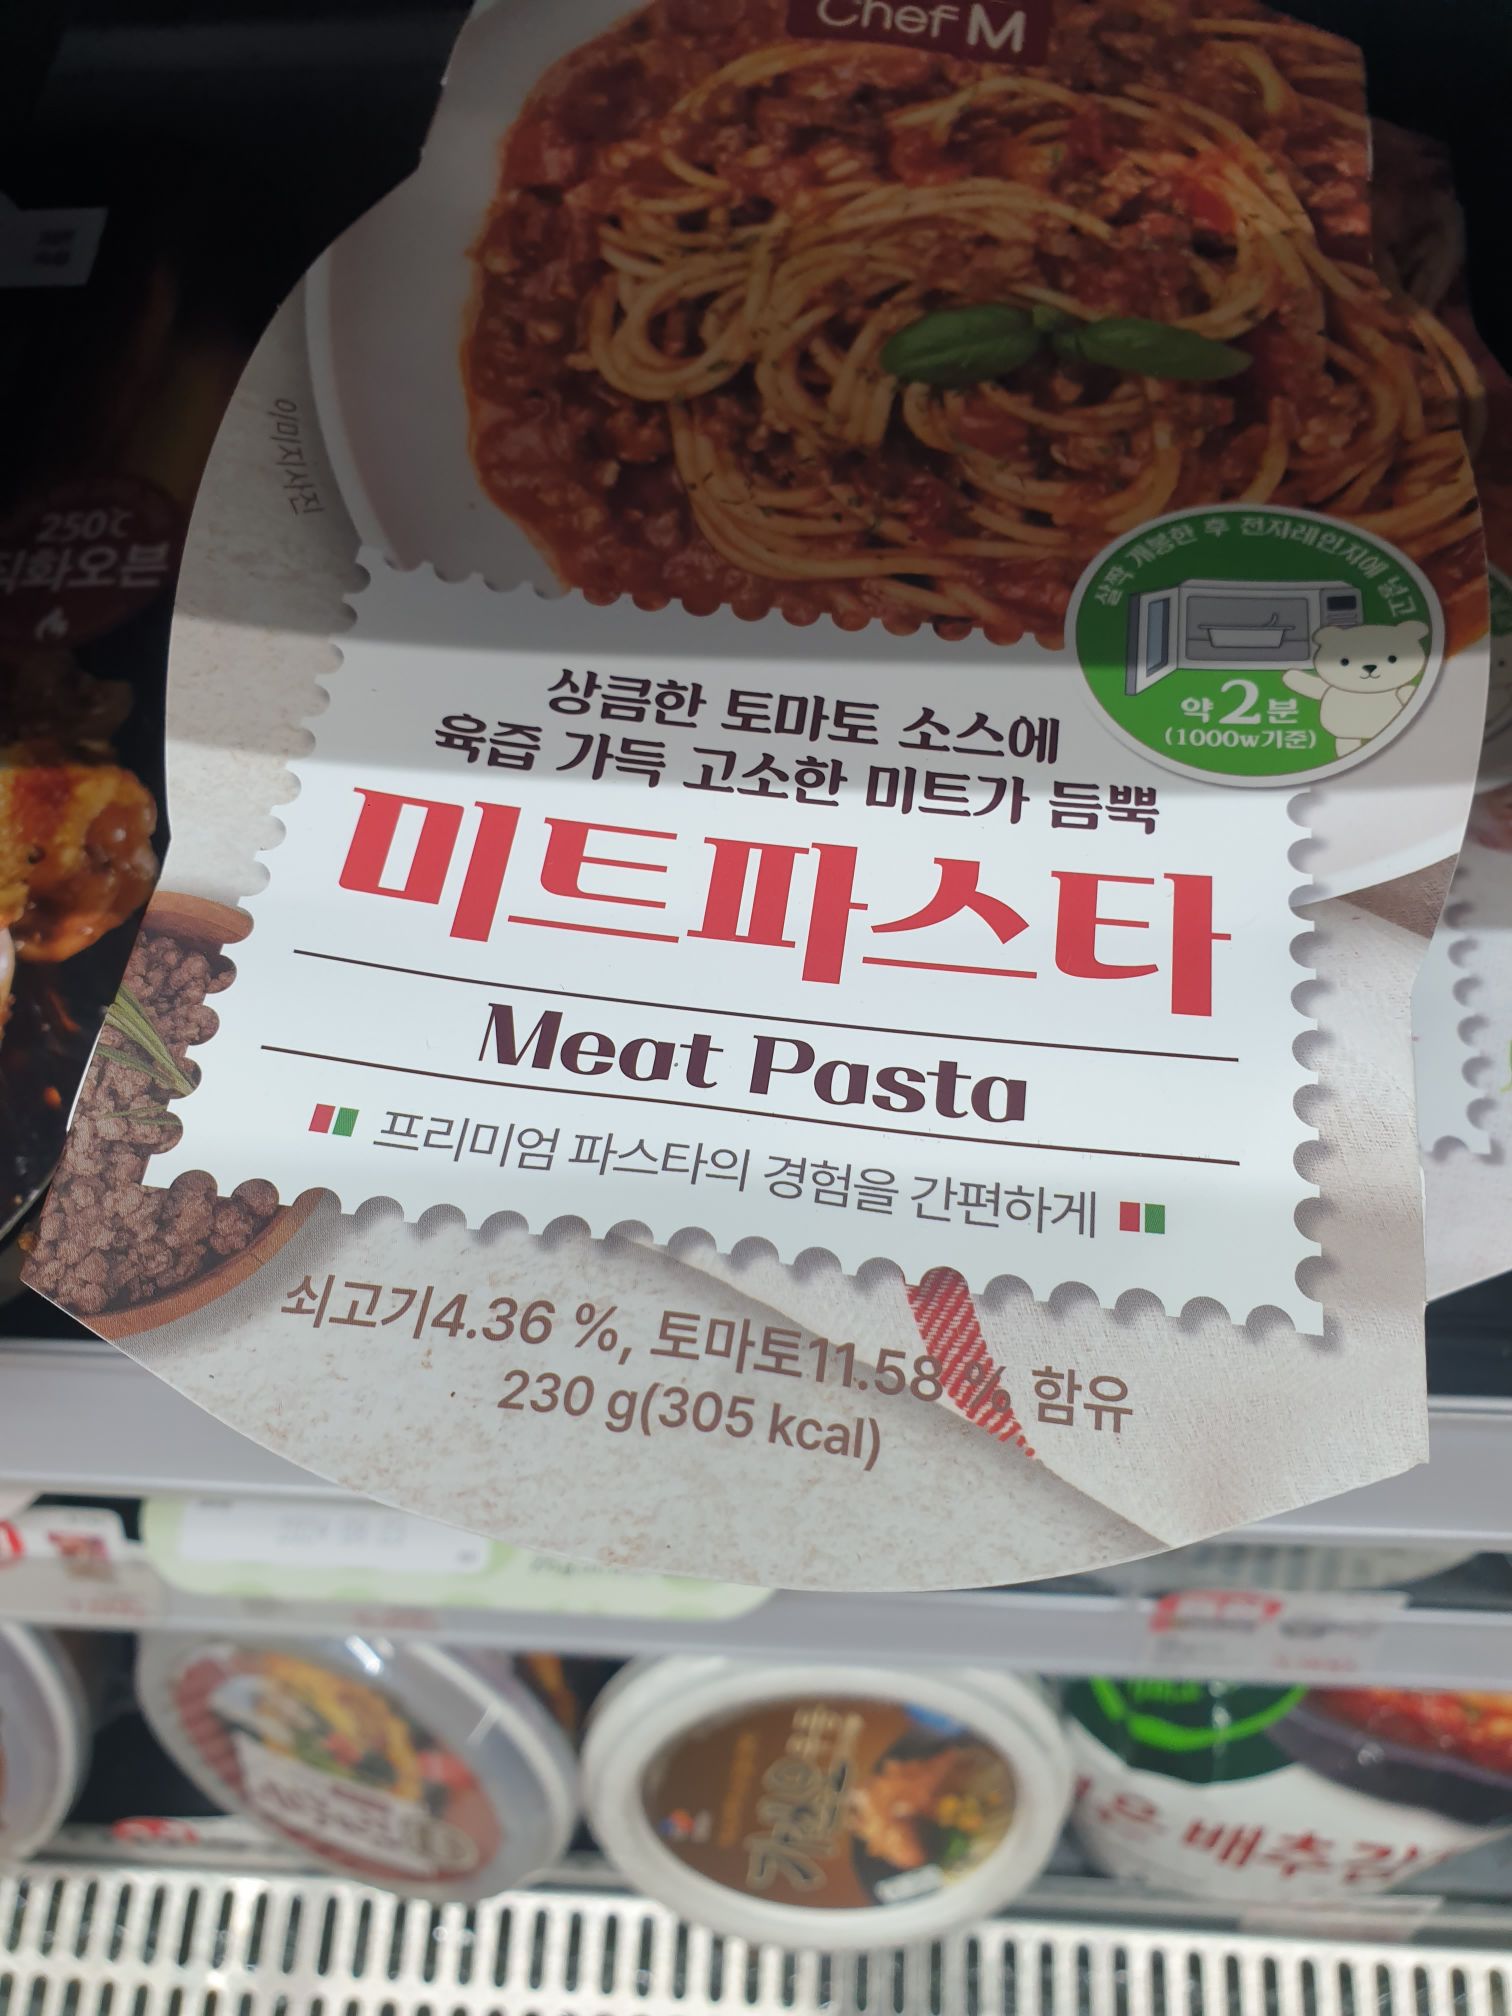 Chef M
이미지사진
250℃
직화오븐
살짝 개봉한 후 전자레인지에 넣고
약 2분
(1000w기준)
상큼한 토마토 소스에
육즙 가득 고소한 미트가 듬뿍
미트파스타
Meat Pasta
프리미엄 파스타의 경험을 간편하게
쇠고기4.36 %, 토마토11.58 % 함유
230 g(305 kcal)
은 배추김